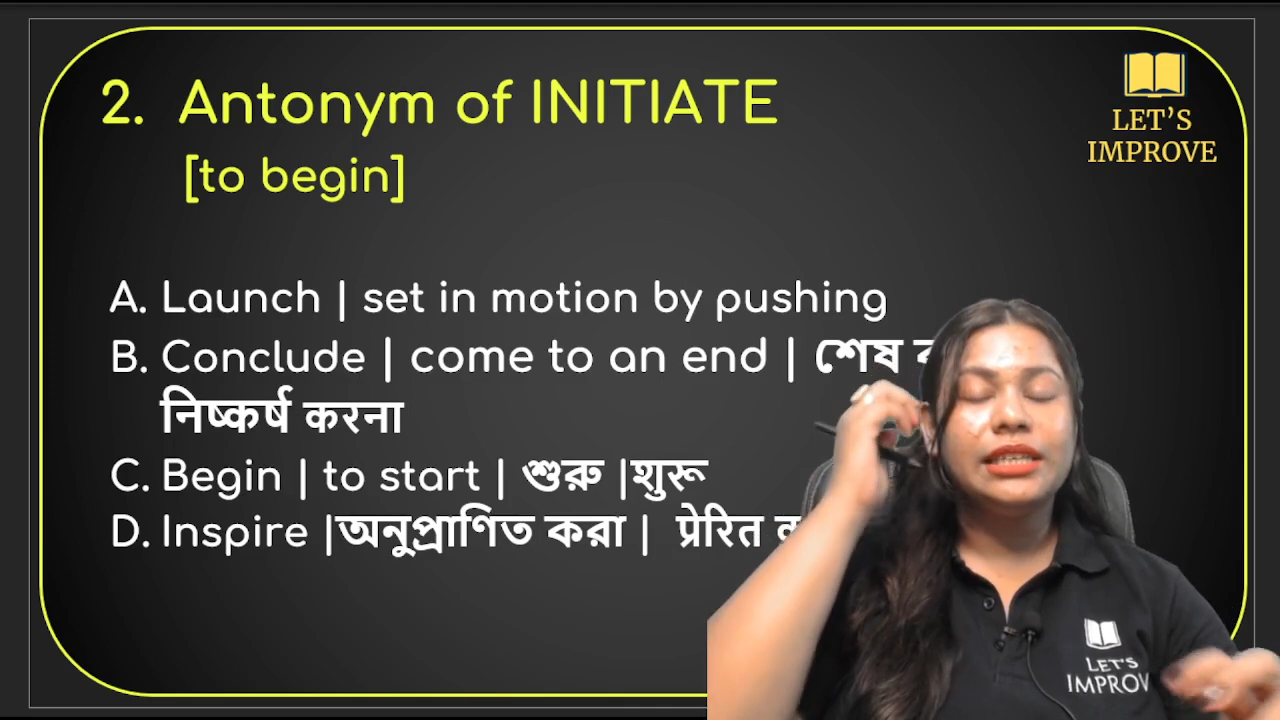 2. Antonym of INITIATE
[to begin]
LET'S
IMPROVE
A. Launch | set in motion by pushing
B. Conclude | come to an end | শেষ
निष्कर्ष करना
C. Begin | to start | শুরু |शुरू
D. Inspire |অনুপ্রাণিত করা | प्रेरित
LET'S
IMPROV